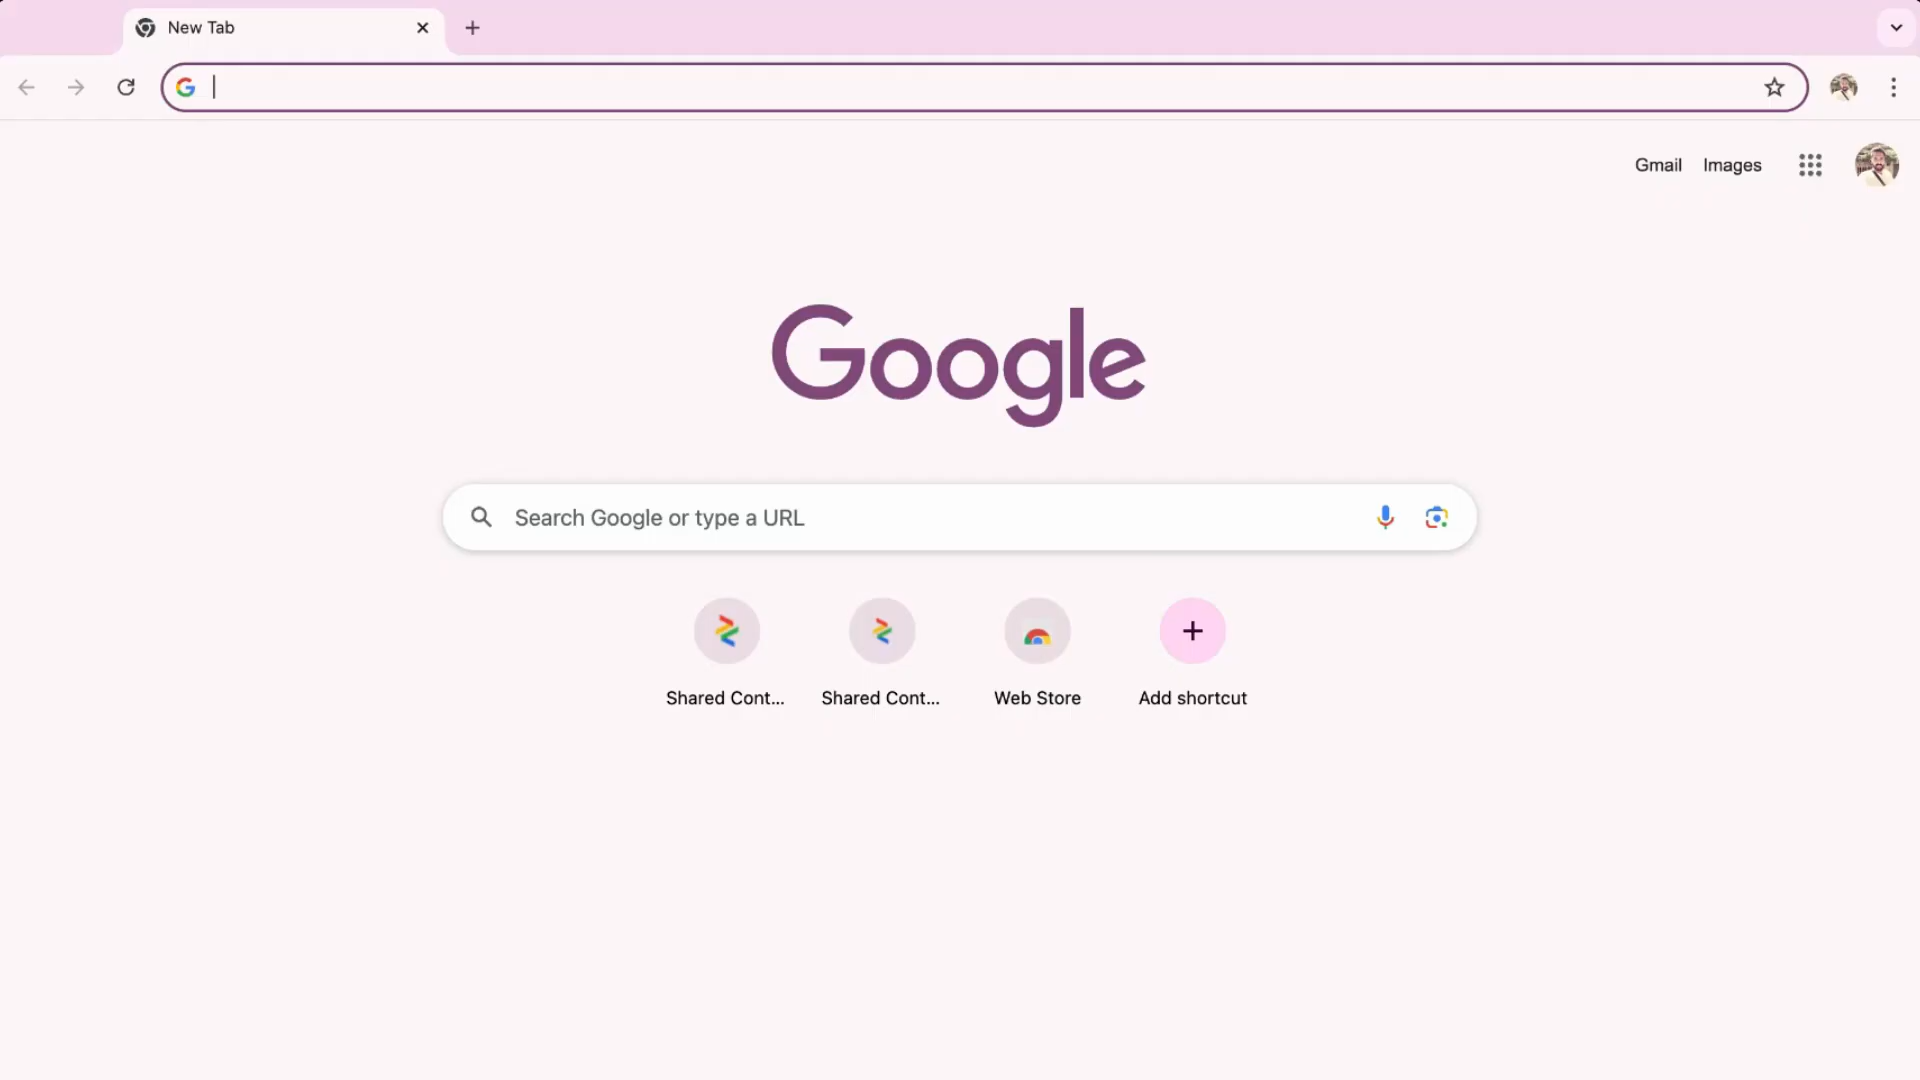 New Tab
Gmail Images
Google
Search Google or type a URL
Shared Cont...
Shared Cont...
Web Store
Add shortcut